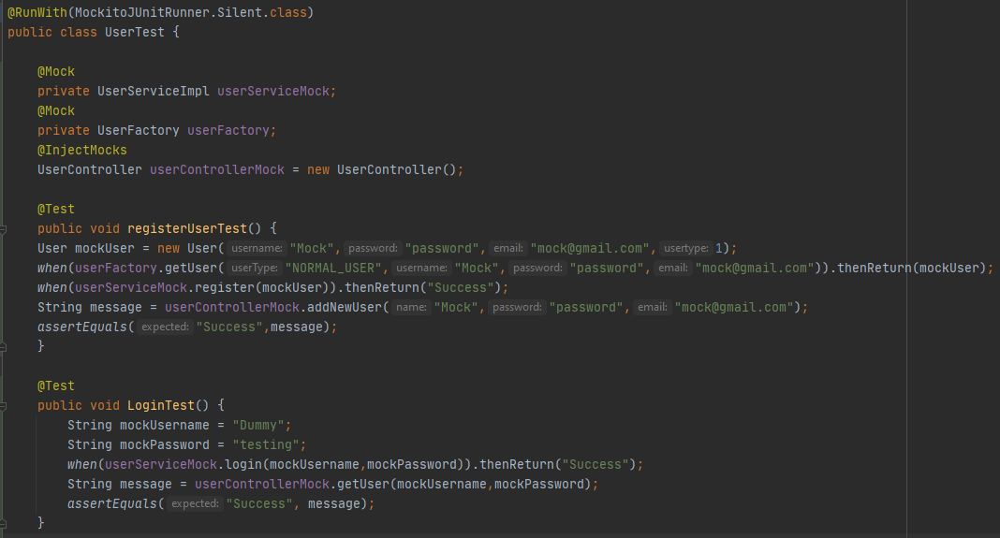 @RunWith(MockitoJUnitRunner.Silent.class)
public class UserTest {
@Mock
private UserServiceImpl userServiceMock;
@Mock
private UserFactory userFactory;
@InjectMocks
UserController userControllerMock = new UserController();
@Test
public void registerUserTest() {
User mockUser = new User( username: "Mock", password: "password", email: "mock@gmail.com", usertype: 1);
when(userFactory.getUser( userType: "NORMAL_USER", username: "Mock", password: "password", email: "mock@gmail.com")).thenReturn(mockUser);
when(userServiceMock.register(mockUser)).thenReturn("Success");
String message = userControllerMock.addNewUser( name: "Mock", password: "password", email: "mock@gmail.com");
assertEquals( expected: "Success",message);
}
@Test
public void LoginTest() {
String mockUsername = "Dummy";
String mockPassword = "testing";
when(userServiceMock.login(mockUsername,mockPassword)).thenReturn("Success");
String message = userControllerMock.getUser(mockUsername,mockPassword);
assertEquals( expected: "Success", message);
}